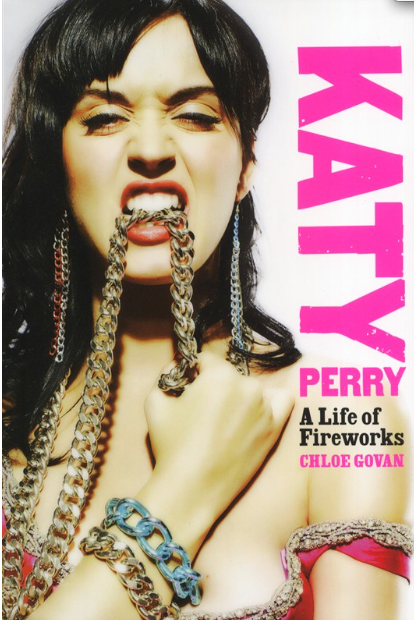 KATY
PERRY
A Life of
Fireworks
CHLOE GOVAN